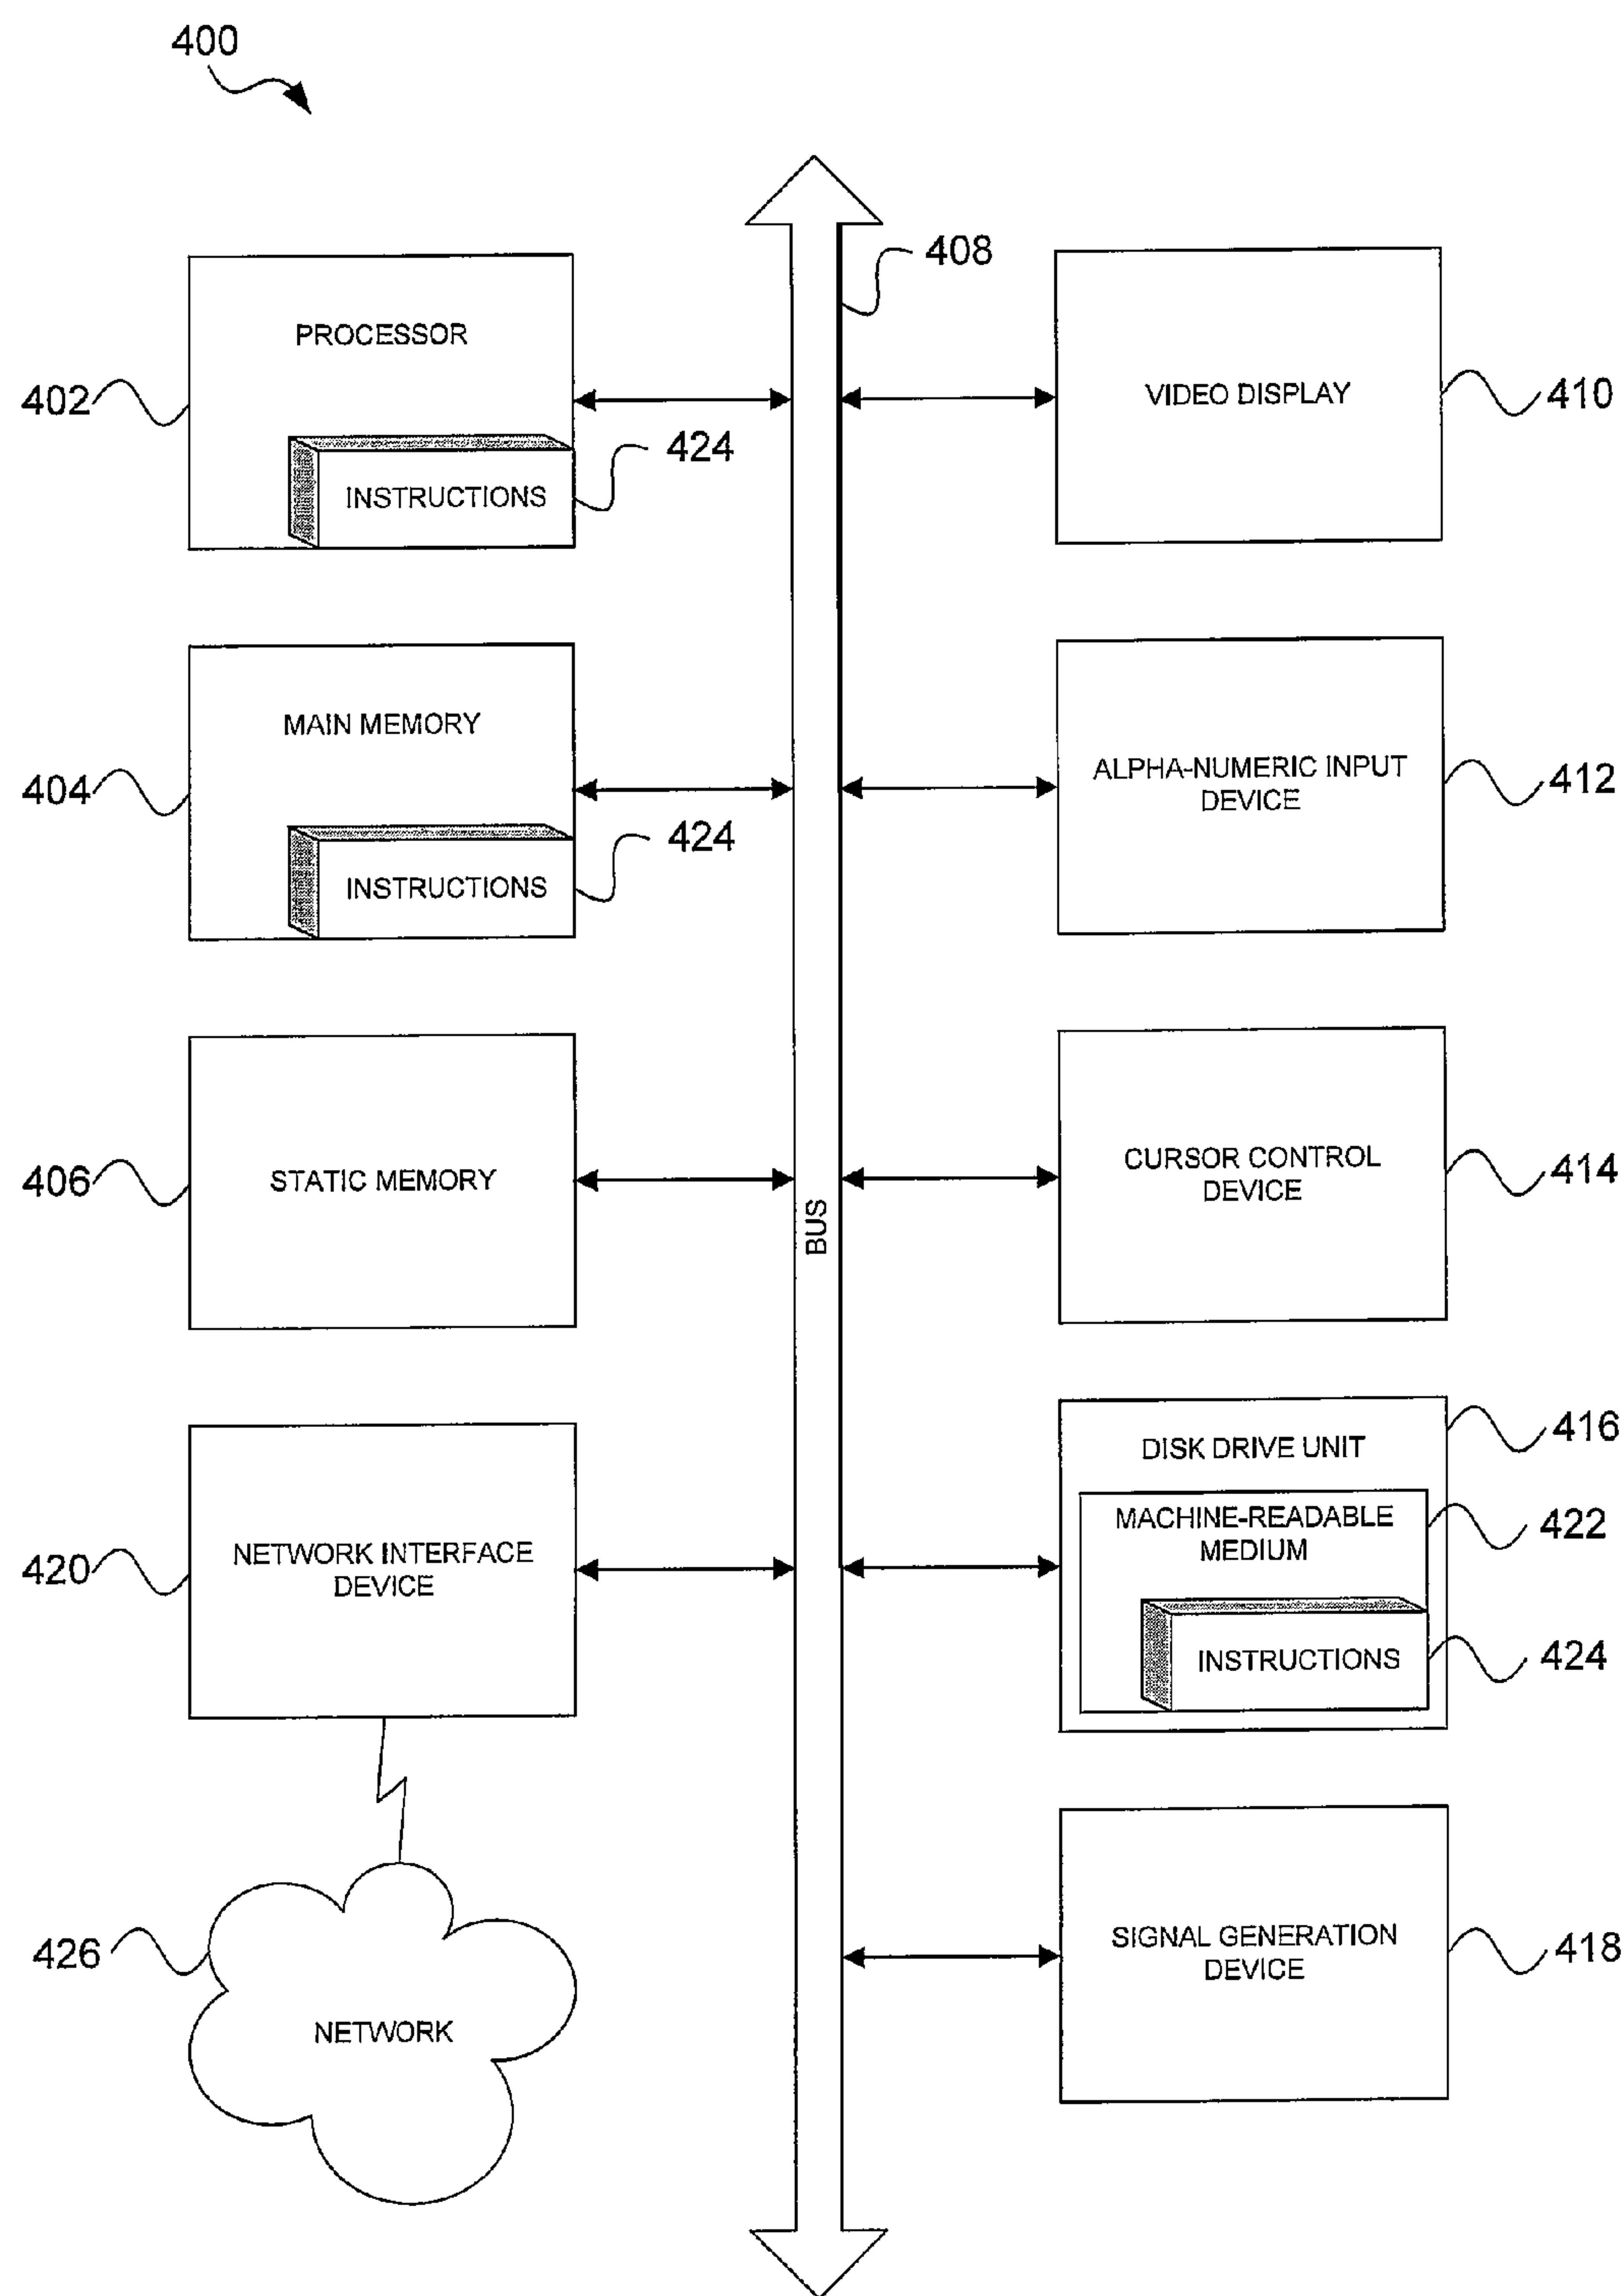 400
408
PROCESSOR
402
424
INSTRUCTIONS
VIDEO DISPLAY
410
MAIN MEMORY
404
424
INSTRUCTIONS
ALPHA-NUMERIC INPUT
DEVICE
412
STATIC MEMORY
406
BUS
CURSOR CONTROL
DEVICE
414
NETWORK INTERFACE
DEVICE
420
DISK DRIVE UNIT
416
MACHINE-READABLE
MEDIUM
422
INSTRUCTIONS
424
426
NETWORK
SIGNAL GENERATION
DEVICE
418